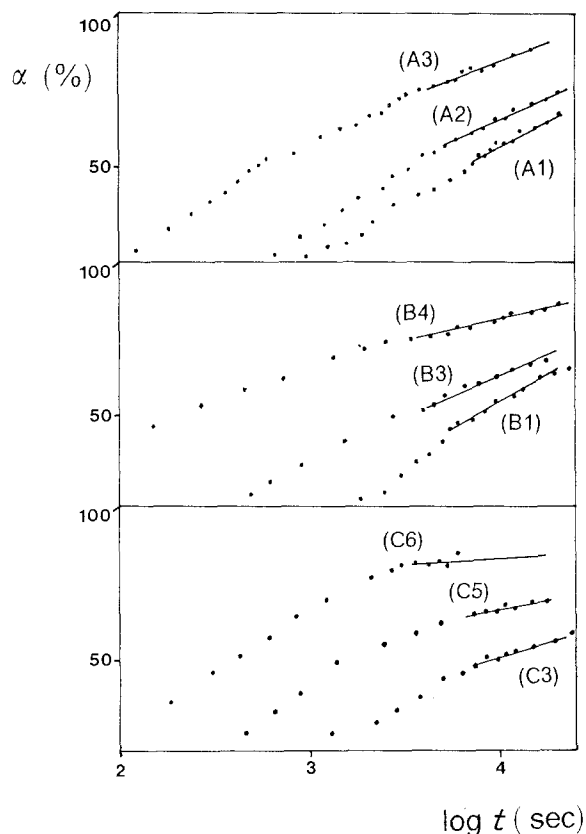 100
α (%)
(A3)
(A2)
50
(A1)
100
(B4)
(B3)
50
(B1)
100
(C6)
(C5)
50
(C3)
2 3 4
log t (sec)